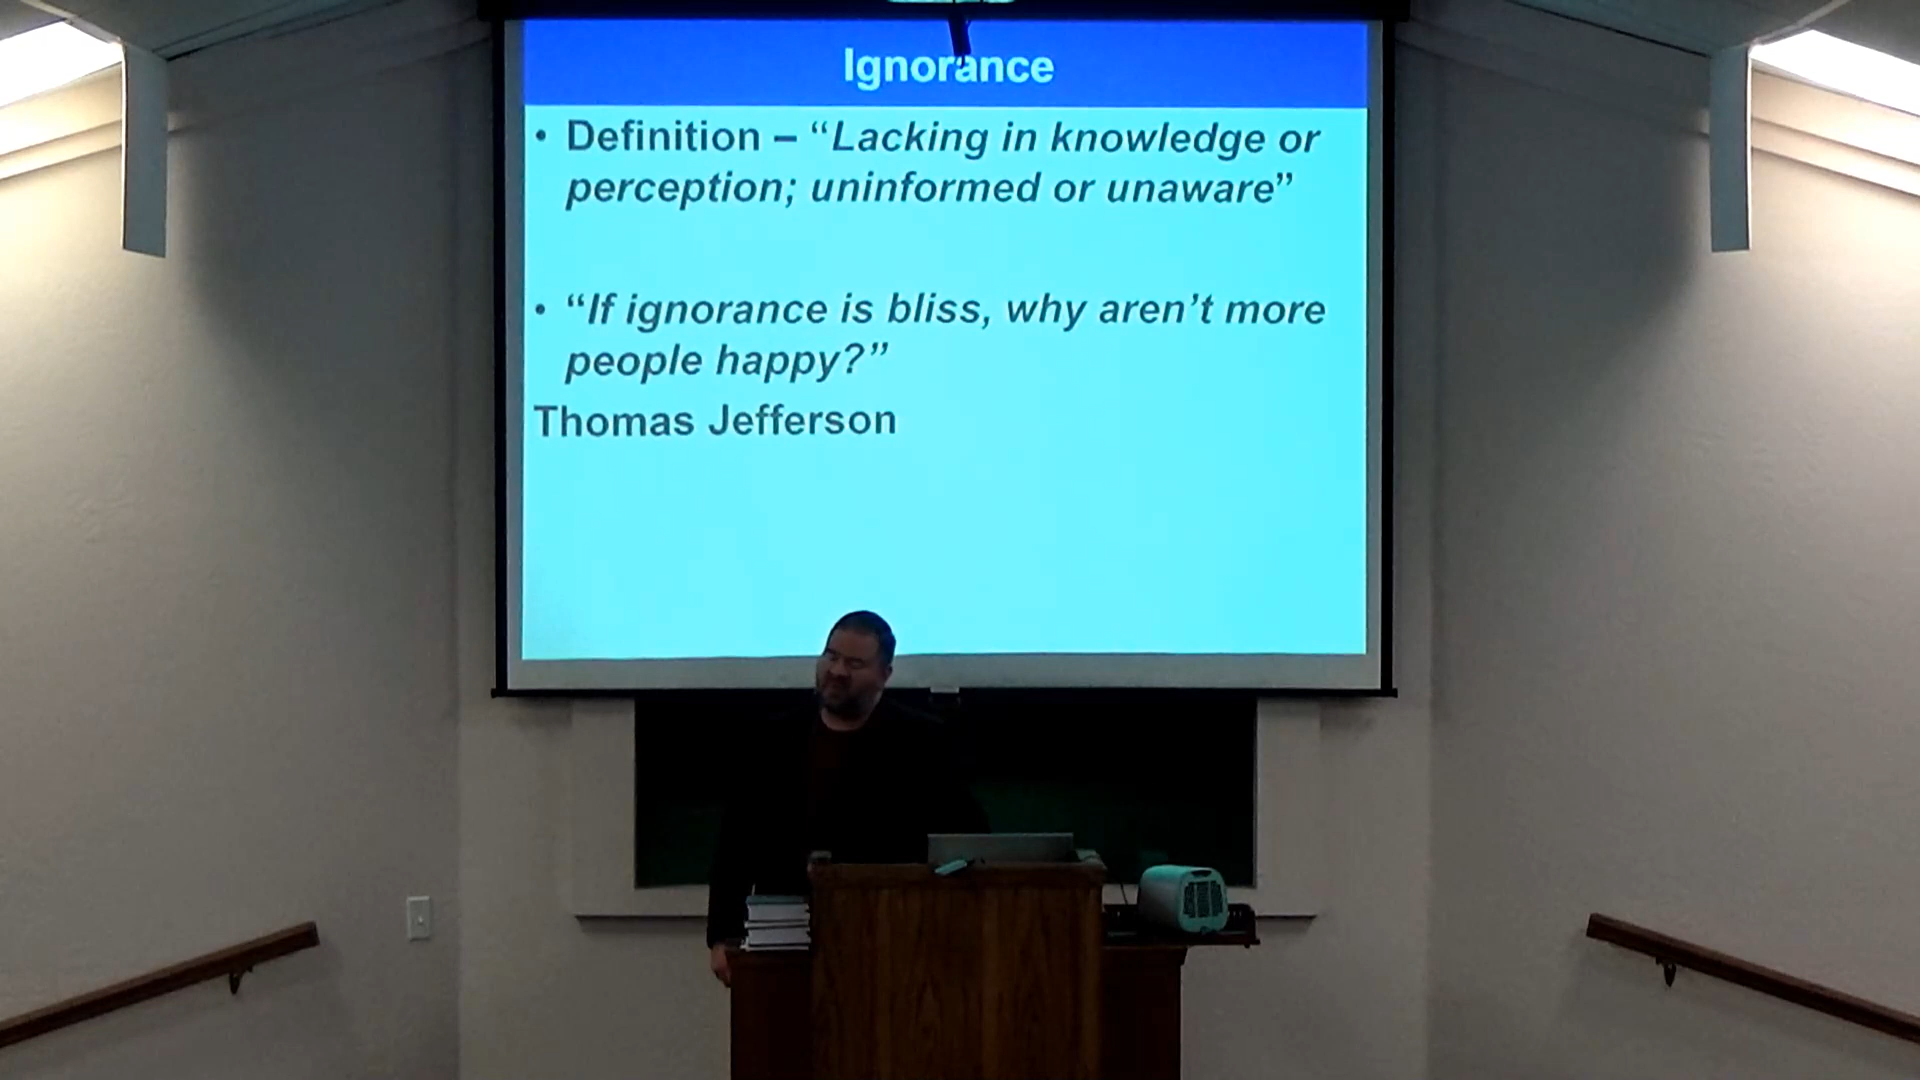 Ignorance
• Definition – “Lacking in knowledge or
perception; uninformed or unaware”
• “If ignorance is bliss, why aren’t more
people happy?”
Thomas Jefferson